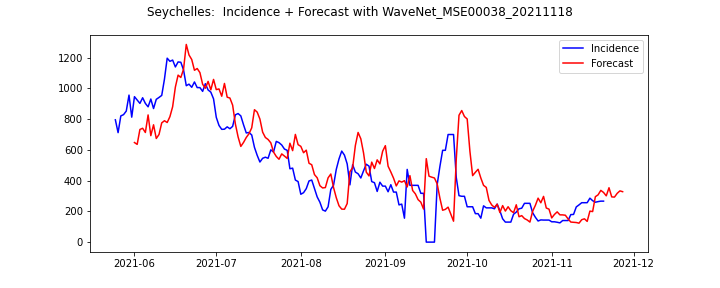 Seychelles:  Incidence + Forecast with WaveNet_MSE00038_20211118
Incidence
Forecast
1200
1000
800
600
400
200
0
2021-06 2021-07 2021-08 2021-09 2021-10 2021-11 2021-12